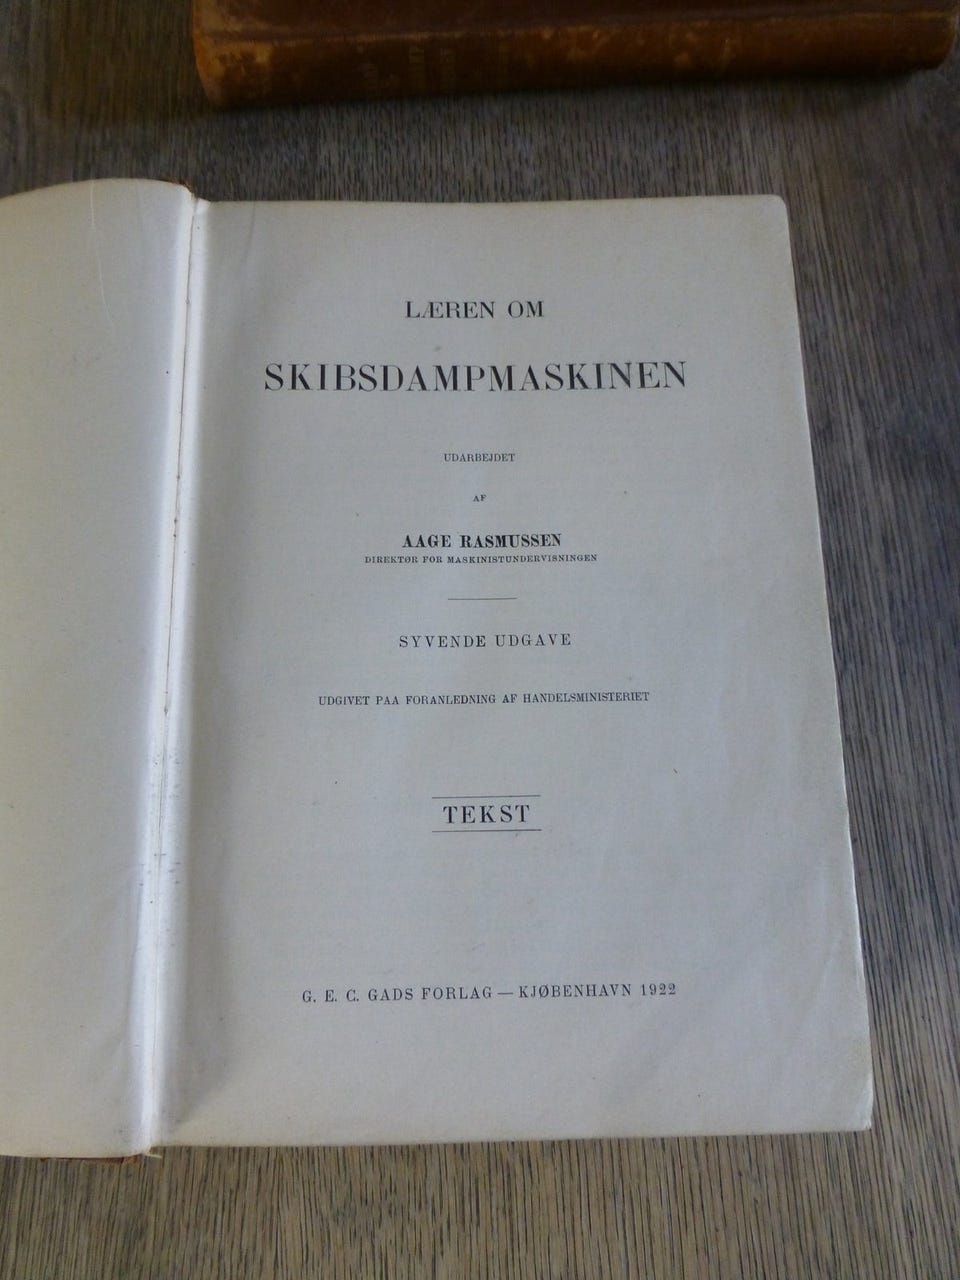 LÆREN OM
SKIBSDAMPMASKINEN
UDARBEJDET
AF
AAGE RASMUSSEN
DIREKTØR FOR MASKINISTUNDERVISNINGEN
SYVENDE UDGAVE
UDGIVET PAA FORANLEDNING AF HANDELSMINISTERIET
TEKST
G. E. C. GADS FORLAG — KJØBENHAVN 1922